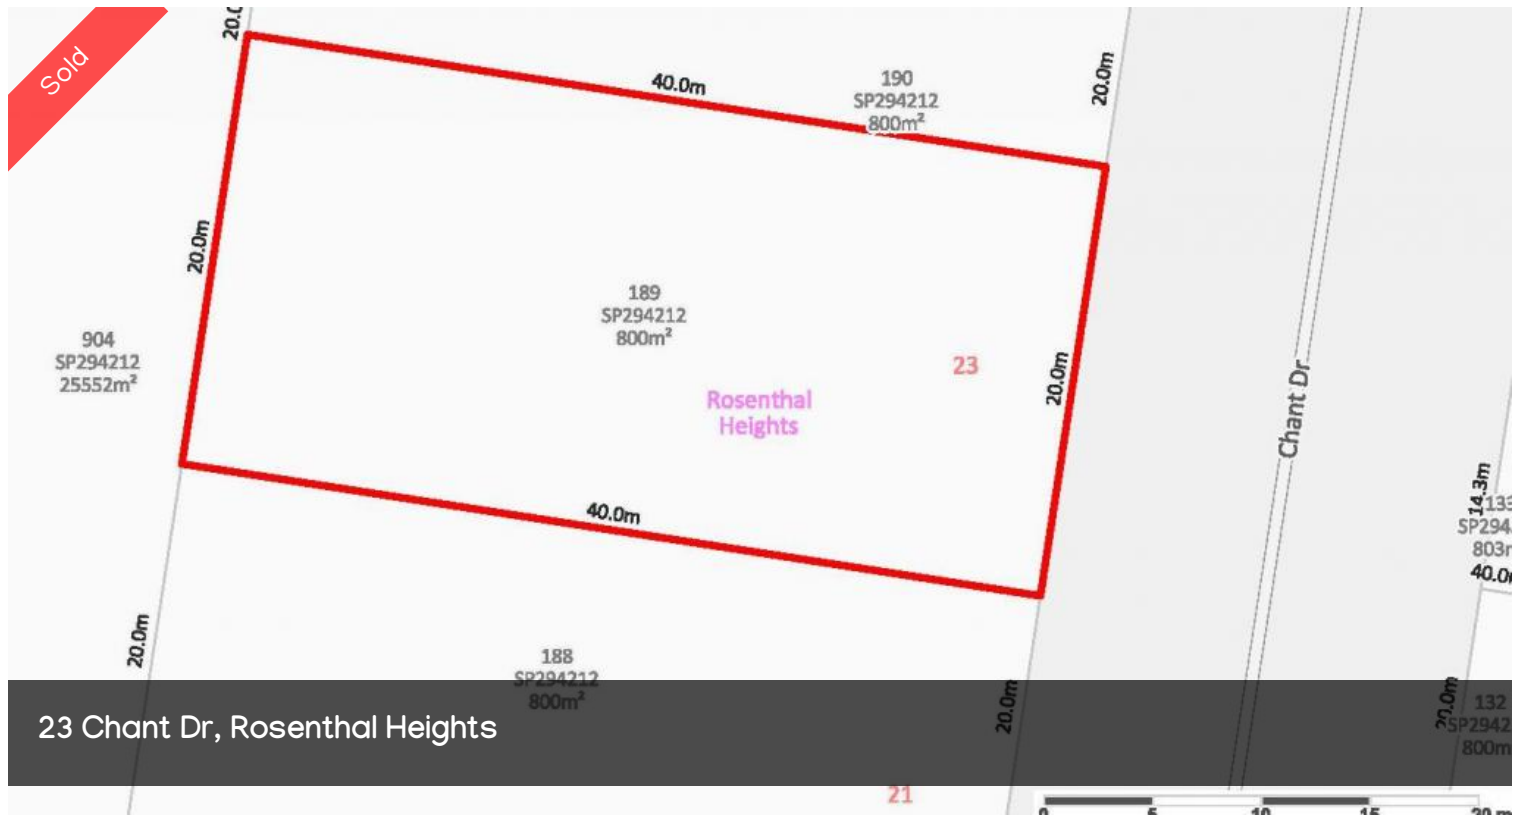 Sold
40.0m
190
SP294212
800m²
20.0m
20.0m
189
SP294212
800m²
904
SP294212
25552m²
23
20.0m
Rosenthal
Heights
Chant Dr
14.3m
40.0m
20.0m
188
SP294212
800m²
20.0m
20.0m
132
23 Chant Dr, Rosenthal Heights
21
0 5 10 15 20 m